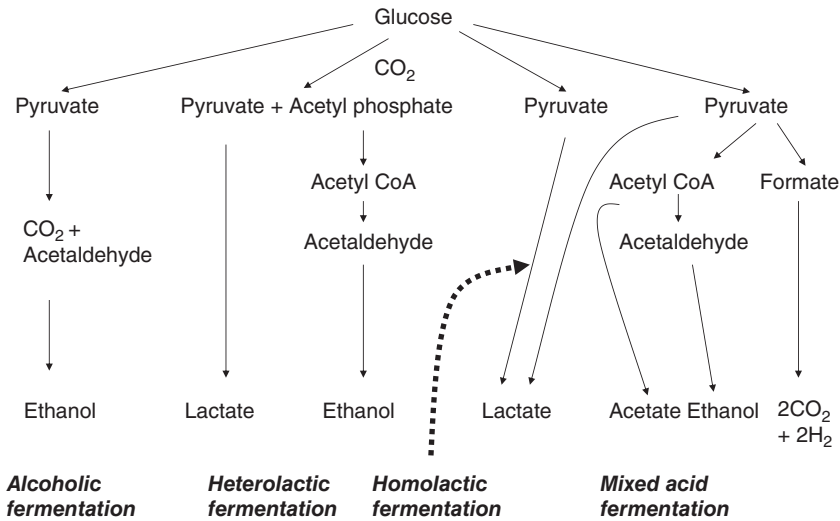 Glucose
CO2
Pyruvate
Pyruvate + Acetyl phosphate
Pyruvate
Pyruvate
Acetyl CoA
Acetyl CoA
Formate
CO2 +
Acetaldehyde
Acetaldehyde
Acetaldehyde
Ethanol
Lactate
Ethanol
Lactate
Acetate
Ethanol
2CO2
+ 2H2
Alcoholic
fermentation
Heterolactic
fermentation
Homolactic
fermentation
Mixed acid
fermentation